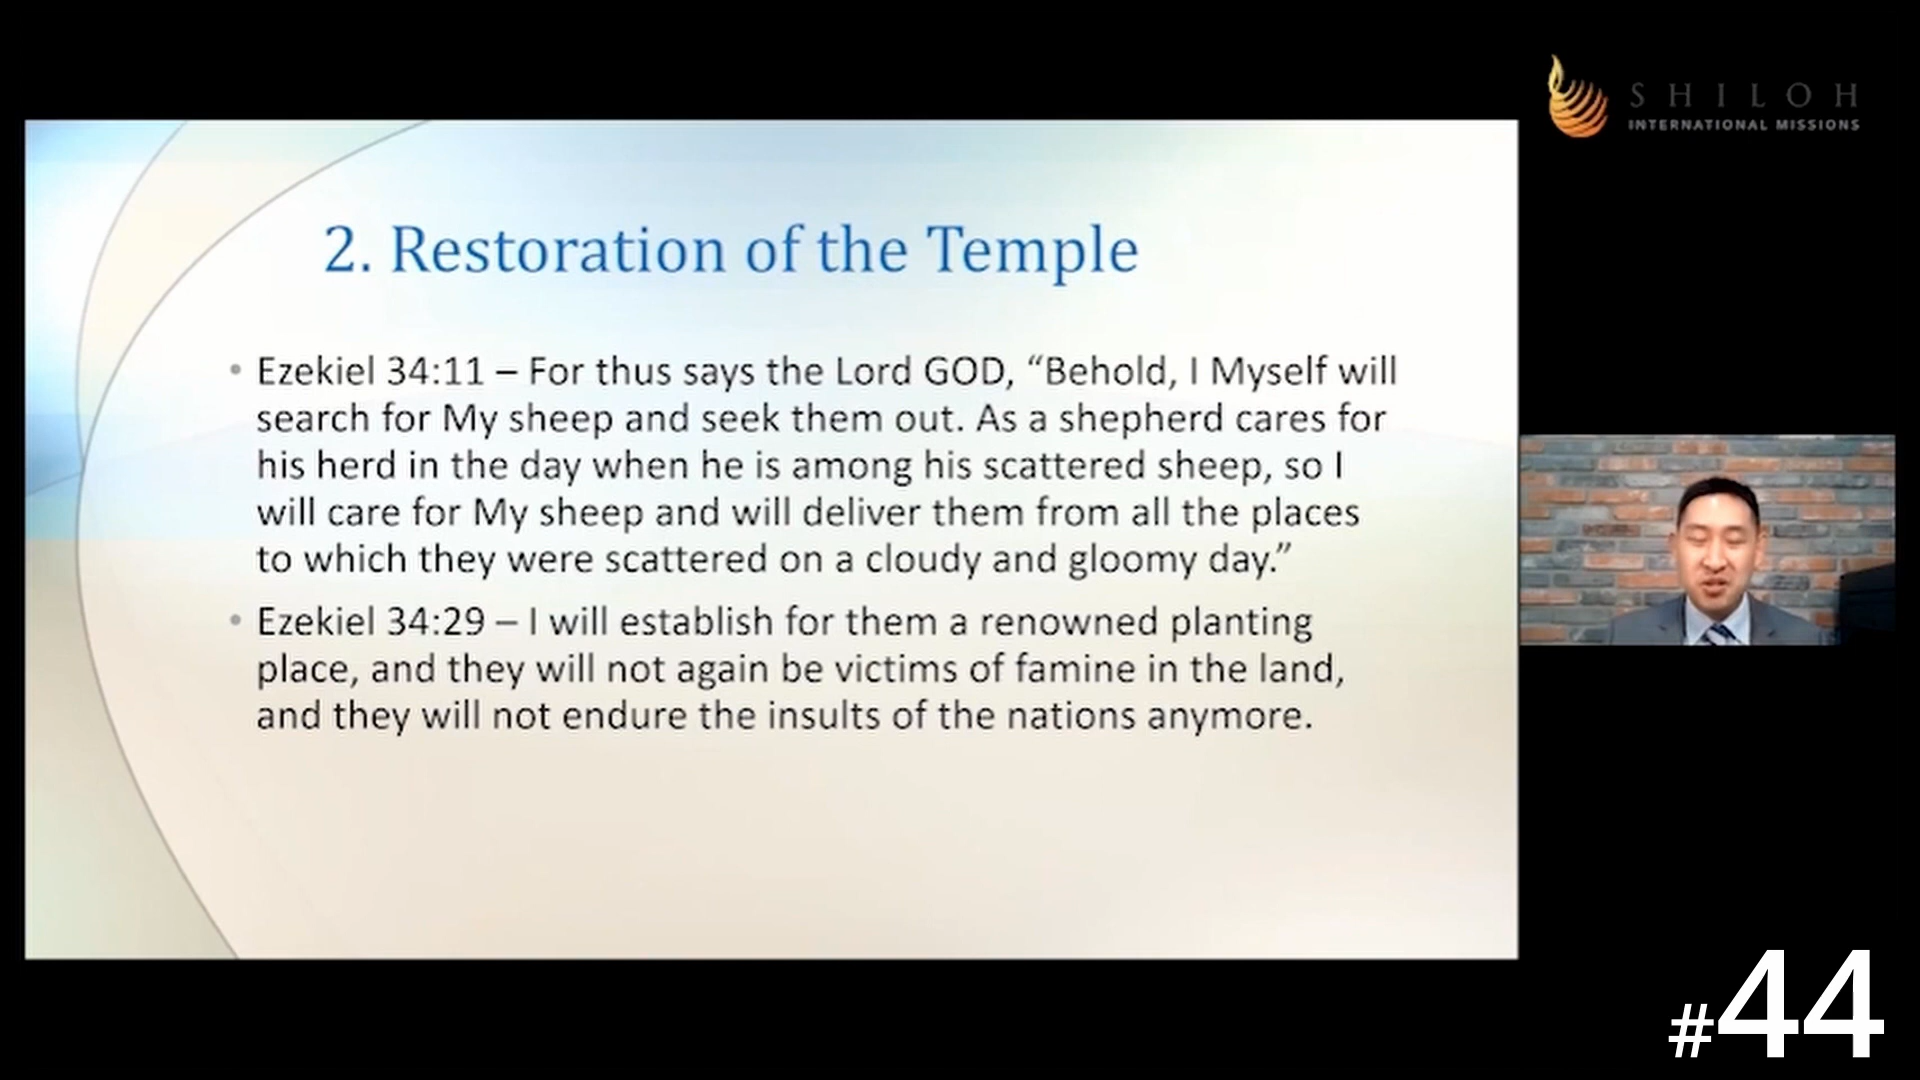 SHILOH
INTERNATIONAL MISSIONS
2. Restoration of the Temple
• Ezekiel 34:11 – For thus says the Lord GOD, “Behold, I Myself will
search for My sheep and seek them out. As a shepherd cares for
his herd in the day when he is among his scattered sheep, so I
will care for My sheep and will deliver them from all the places
to which they were scattered on a cloudy and gloomy day.”
• Ezekiel 34:29 – I will establish for them a renowned planting
place, and they will not again be victims of famine in the land,
and they will not endure the insults of the nations anymore.
#44